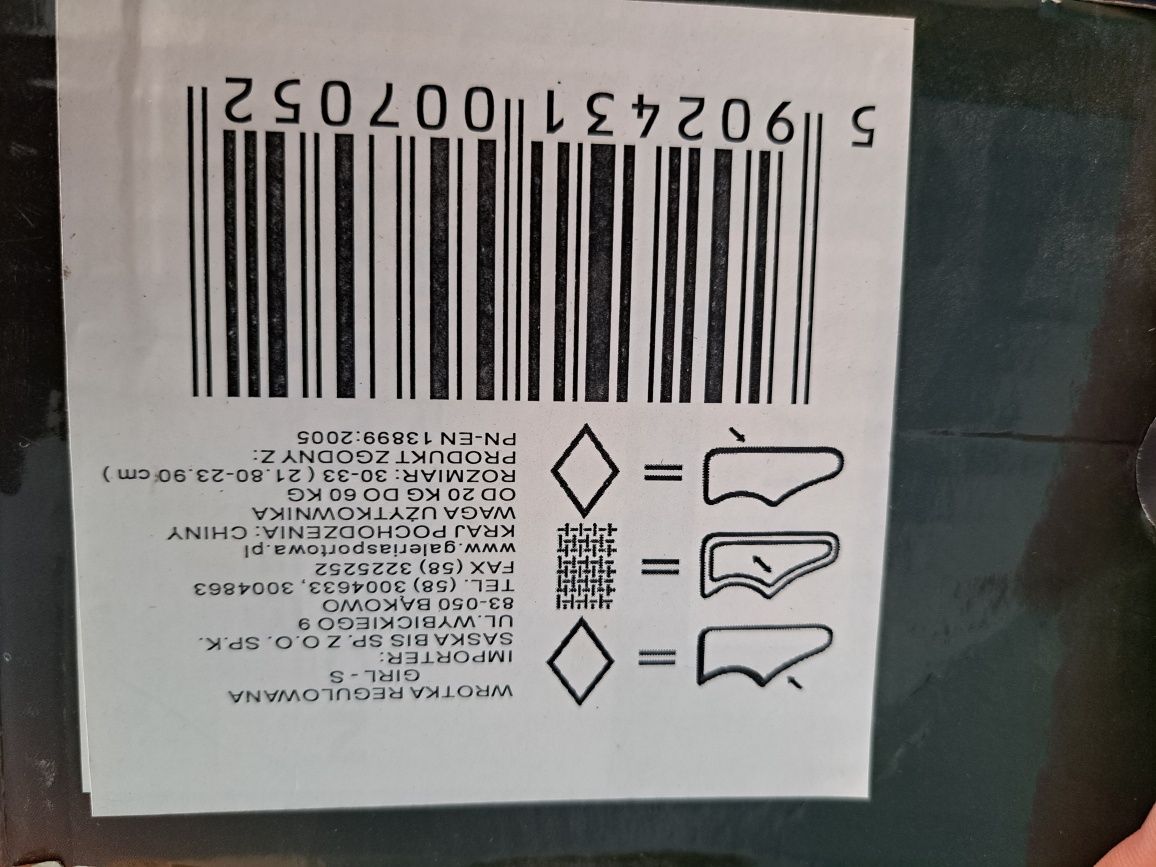 WROTKA REGULOWANA
GIRL - S
IMPORTER:
SASKA BIS SP. Z O.O. SP.K.
UL.WYBICKIEGO 9
83-050 BĄKOWO
TEL. (58) 3004633, 3004863
FAX (58) 3225252
www.galeriasportowa.pl
KRAJ POCHODZENIA: CHINY
WAGA UŻYTKOWNIKA
OD 20 KG DO 60 KG
ROZMIAR: 30-33 ( 21.80-23.90 cm )
PRODUKT ZGODNY Z:
PN-EN 13899:2005
5 902431 007052